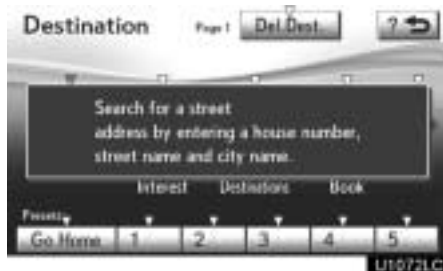 Destination Page 1 Del.Dest. ?
Search for a street
address by entering a house number,
street name and city name.
Interest Destinations Book
Presets
Go Home 1 2 3 4 5
U1072LC